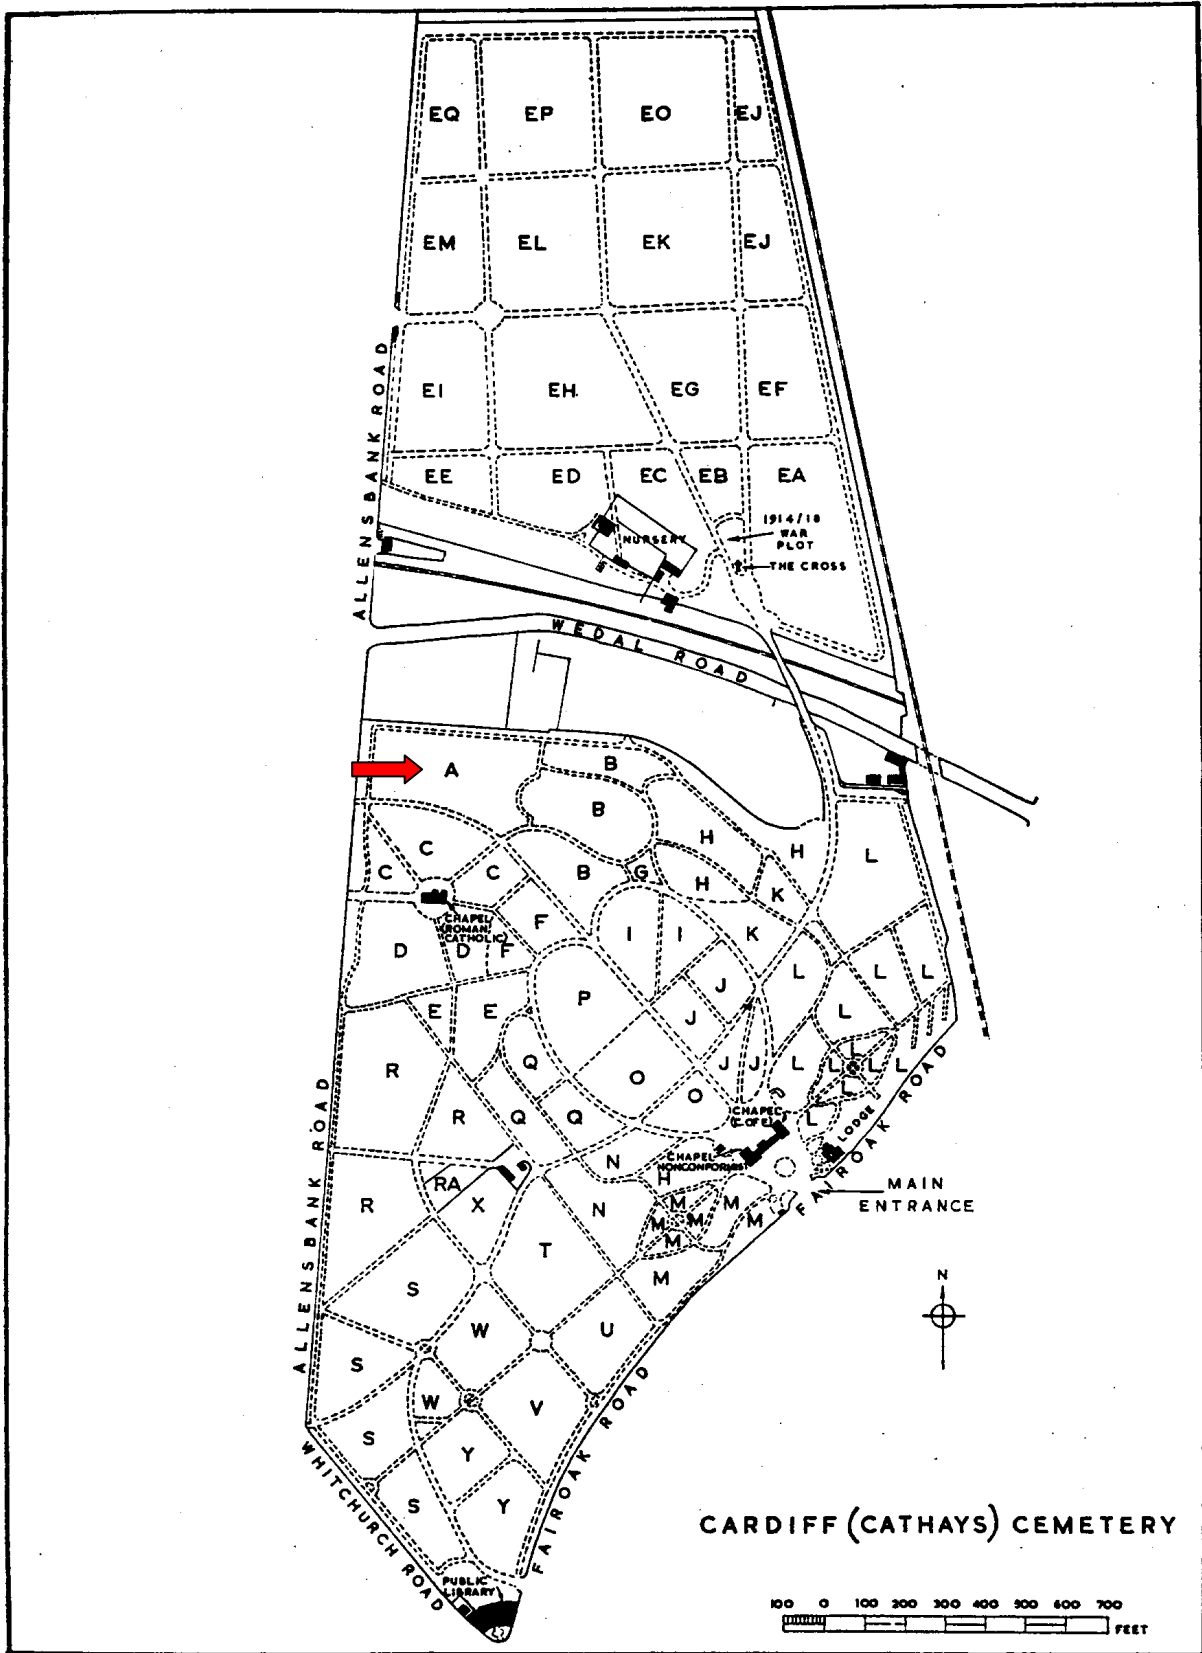 EQ EP EO EJ
EM EL EK EJ
EI EH EG EF
EE ED EC EB EA
1914/18
WAR
PLOT
NURSERY
THE CROSS
ALLENSBANK ROAD
WEDAL ROAD
A B
B
C H H L
C C B G H K
CHAPEL
(ROMAN
CATHOLIC)
F I I K
D D F
L L L
P J
E E J L
Q O J J L L L L L L
R
O L
R Q Q
CHAPEL
(C. OF E)
LODGE
CHAPEL
NONCONFORMIST
N H
RA
R X N M M M M M
M
FAIROAK ROAD
MAIN
ENTRANCE
ALLENSBANK ROAD
T
S M
N
W U
S
W V
S Y
S Y
FAIROAK ROAD
WHITCHURCH ROAD
PUBLIC
LIBRARY
CARDIFF (CATHAYS) CEMETERY
100 0 100 200 300 400 500 600 700
FEET